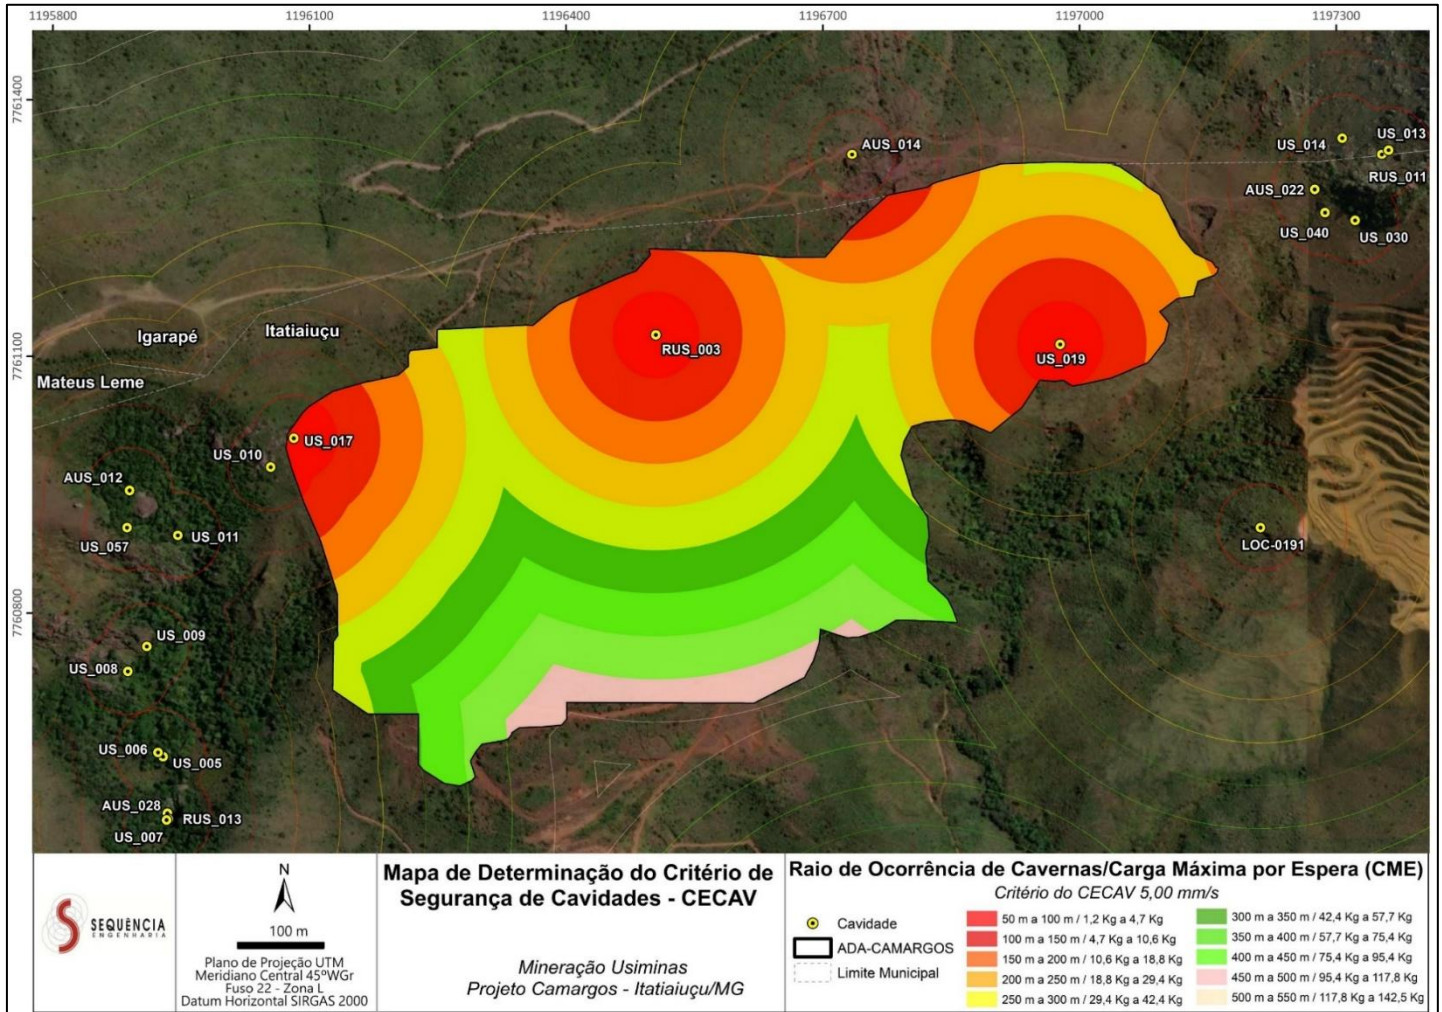 1195800 1196100 1196400 1196700 1197000 1197300
7761400
7761100
7760800
AUS_014
US_013
US_014
RUS_011
AUS_022
US_040
US_030
Igarapé
Itatiaiuçu
Mateus Leme
RUS_003
US_019
US_017
US_010
AUS_012
US_057
US_011
LOC-0191
US_009
US_008
US_006
US_005
AUS_028
RUS_013
US_007
SEQUÊNCIA
ENGENHARIA
N
100 m
Plano de Projeção UTM
Meridiano Central 45ºWGr
Fuso 22 - Zona L
Datum Horizontal SIRGAS 2000
Mapa de Determinação do Critério de
Segurança de Cavidades - CECAV
Mineração Usiminas
Projeto Camargos - Itatiaiuçu/MG
Raio de Ocorrência de Cavernas/Carga Máxima por Espera (CME)
Critério do CECAV 5,00 mm/s
Cavidade
ADA-CAMARGOS
Limite Municipal
50 m a 100 m / 1,2 Kg a 4,7 Kg
100 m a 150 m / 4,7 Kg a 10,6 Kg
150 m a 200 m / 10,6 Kg a 18,8 Kg
200 m a 250 m / 18,8 Kg a 29,4 Kg
250 m a 300 m / 29,4 Kg a 42,4 Kg
300 m a 350 m / 42,4 Kg a 57,7 Kg
350 m a 400 m / 57,7 Kg a 75,4 Kg
400 m a 450 m / 75,4 Kg a 95,4 Kg
450 m a 500 m / 95,4 Kg a 117,8 Kg
500 m a 550 m / 117,8 Kg a 142,5 Kg